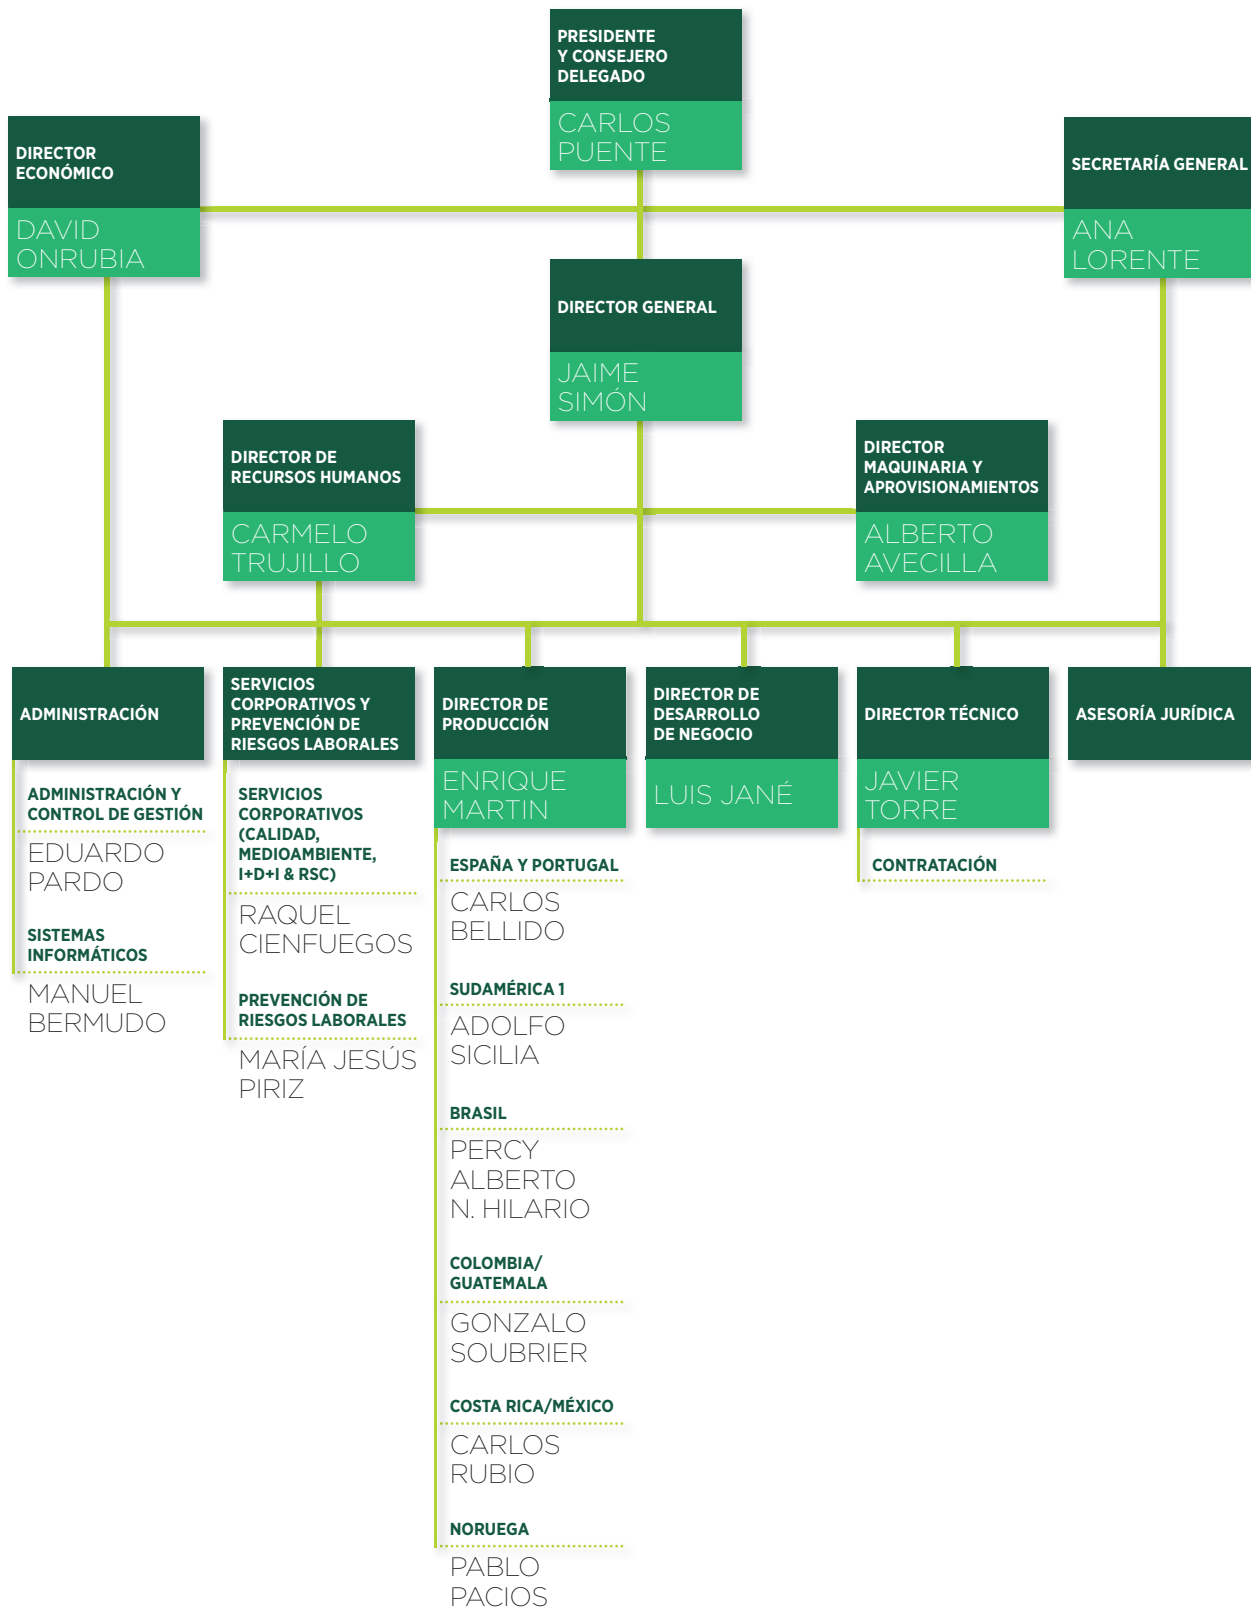 PRESIDENTE
Y CONSEJERO
DELEGADO
CARLOS
PUENTE
DIRECTOR
ECONÓMICO
DAVID
ONRUBIA
SECRETARÍA GENERAL
ANA
LORENTE
DIRECTOR GENERAL
JAIME
SIMÓN
DIRECTOR DE
RECURSOS HUMANOS
CARMELO
TRUJILLO
DIRECTOR
MAQUINARIA Y
APROVISIONAMIENTOS
ALBERTO
AVECILLA
ADMINISTRACIÓN
ADMINISTRACIÓN Y
CONTROL DE GESTIÓN
EDUARDO
PARDO
SISTEMAS
INFORMÁTICOS
MANUEL
BERMUDO
SERVICIOS
CORPORATIVOS Y
PREVENCIÓN DE
RIESGOS LABORALES
SERVICIOS
CORPORATIVOS
(CALIDAD,
MEDIOAMBIENTE,
I+D+I & RSC)
RAQUEL
CIENFUEGOS
PREVENCIÓN DE
RIESGOS LABORALES
MARÍA JESÚS
PIRIZ
DIRECTOR DE
PRODUCCIÓN
ENRIQUE
MARTIN
ESPAÑA Y PORTUGAL
CARLOS
BELLIDO
SUDAMÉRICA 1
ADOLFO
SICILIA
BRASIL
PERCY
ALBERTO
N. HILARIO
COLOMBIA/
GUATEMALA
GONZALO
SOUBRIER
COSTA RICA/MÉXICO
CARLOS
RUBIO
NORUEGA
PABLO
PACIOS
DIRECTOR DE
DESARROLLO
DE NEGOCIO
LUIS JANÉ
DIRECTOR TÉCNICO
JAVIER
TORRE
CONTRATACIÓN
ASESORÍA JURÍDICA